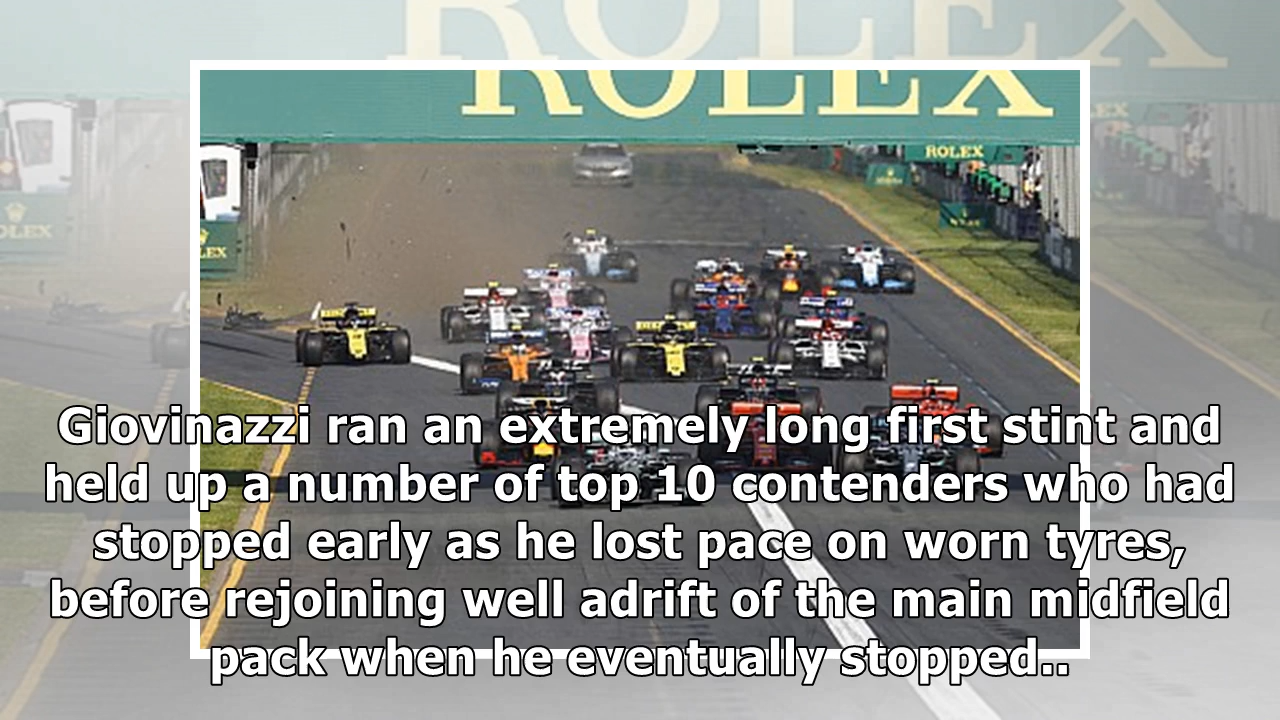 ROLEX
ROLEX
ROLEX
ROLEX
Giovinazzi ran an extremely long first stint and
held up a number of top 10 contenders who had
stopped early as he lost pace on worn tyres,
before rejoining well adrift of the main midfield
pack when he eventually stopped..